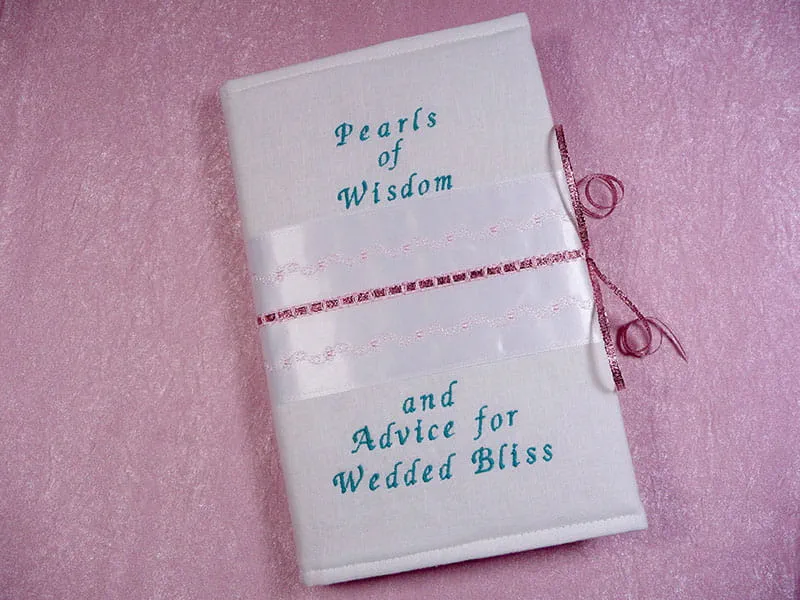 Pearls
of
Wisdom
and
Advice for
Wedded Bliss